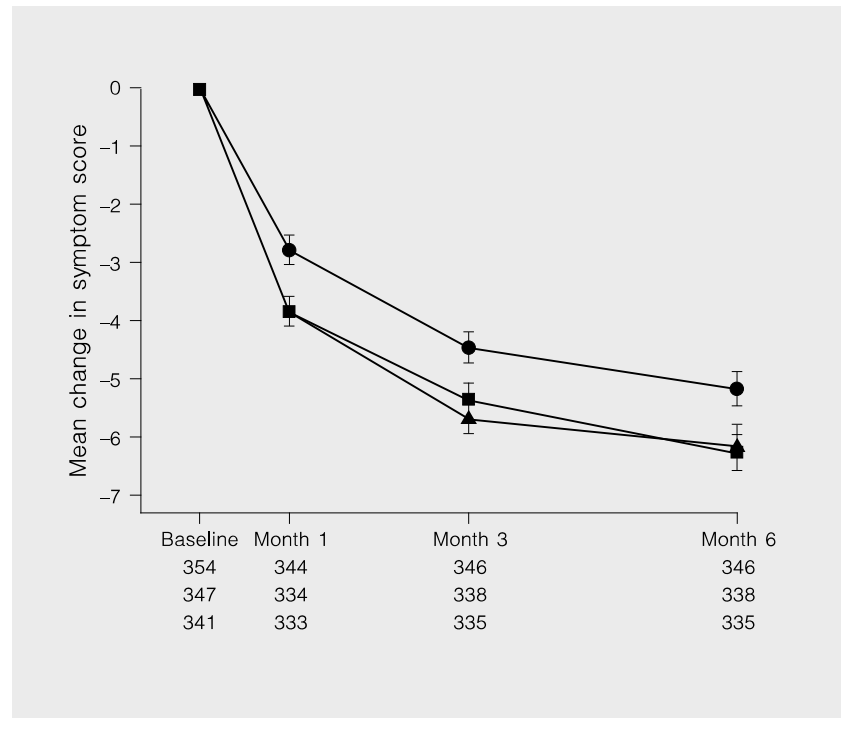 Mean change in symptom score
0
–1
–2
–3
–4
–5
–6
–7
Baseline Month 1 Month 3 Month 6
354 344 346 346
347 334 338 338
341 333 335 335